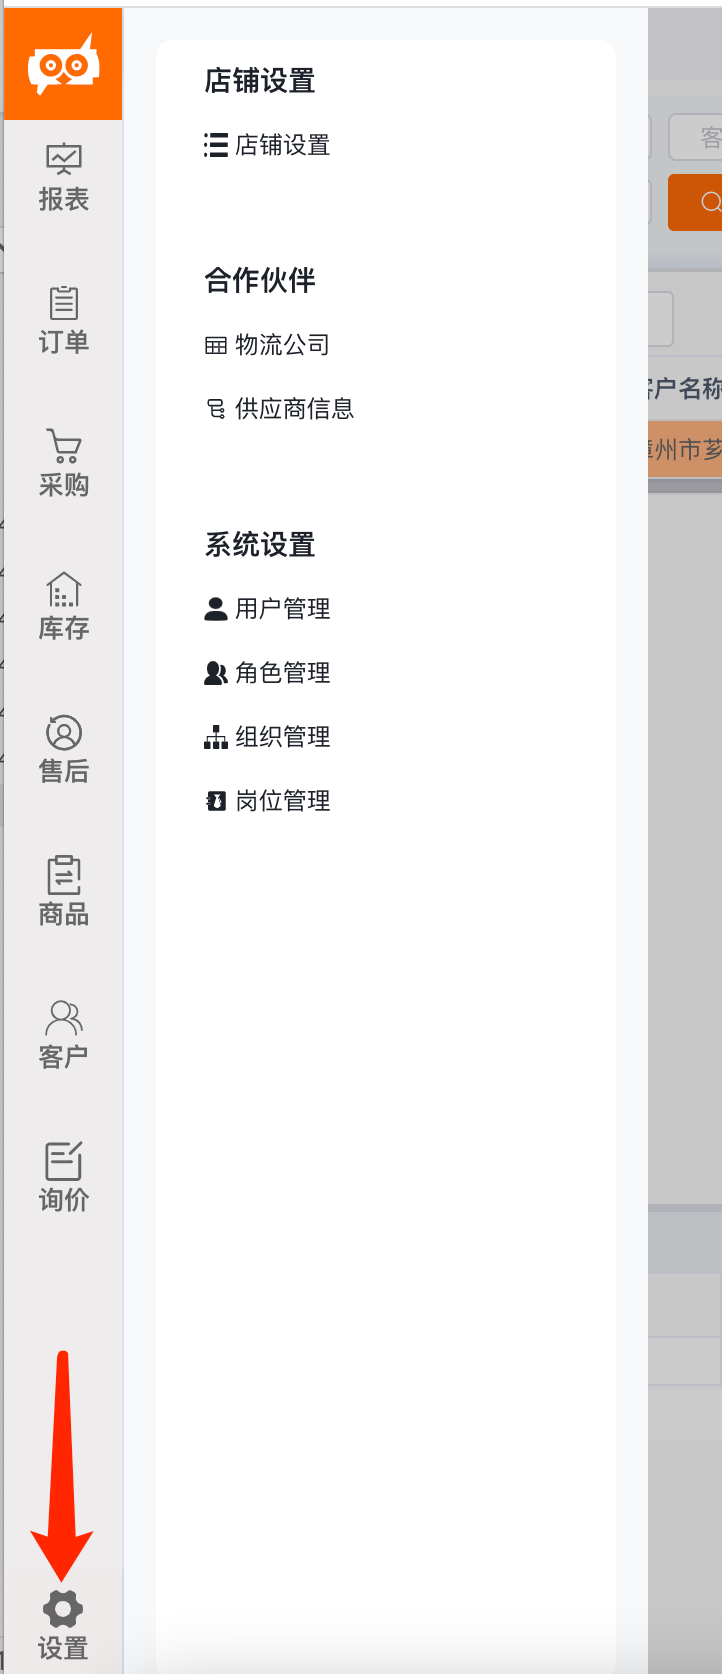 报表
订单
采购
库存
售后
商品
客户
询价
设置
店铺设置
店铺设置
合作伙伴
物流公司
供应商信息
系统设置
用户管理
角色管理
组织管理
岗位管理
客
户名称
州市芗